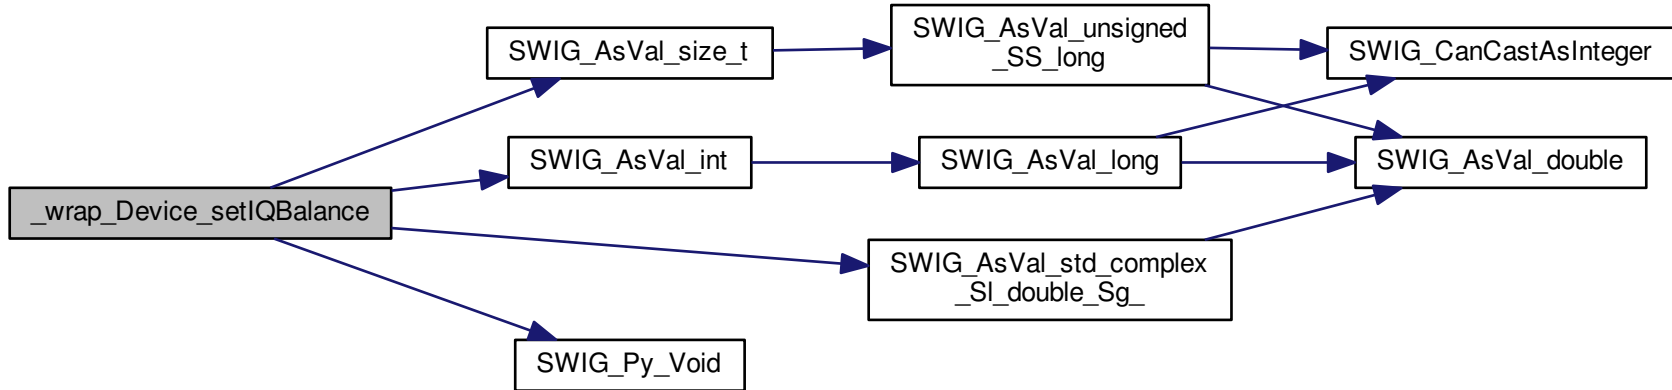 _wrap_Device_setIQBalance
SWIG_AsVal_size_t
SWIG_AsVal_unsigned
_SS_long
SWIG_CanCastAsInteger
SWIG_AsVal_int
SWIG_AsVal_long
SWIG_AsVal_double
SWIG_AsVal_std_complex
_Sl_double_Sg_
SWIG_Py_Void